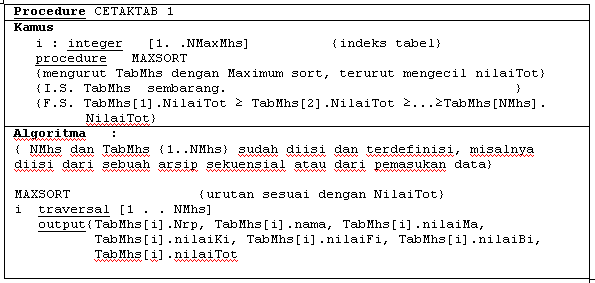 Procedure CETAKTAB 1
Kamus
i : integer [1. .NMaxMhs] {indeks tabel}
procedure MAXSORT
{mengurut TabMhs dengan Maximum sort, terurut mengecil nilaiTot}
{I.S. TabMhs sembarang. }
{F.S. TabMhs[1].NilaiTot ≥ TabMhs[2].NilaiTot ≥...≥TabMhs[NMhs].
NilaiTot}
Algoritma :
{ NMhs dan TabMhs {1..NMhs} sudah diisi dan terdefinisi, misalnya
diisi dari sebuah arsip sekuensial atau dari pemasukan data}
MAXSORT {urutan sesuai dengan NilaiTot}
i traversal [1 . . NMhs]
output{TabMhs[i].Nrp, TabMhs[i].nama, TabMhs[i].nilaiMa,
TabMhs[i].nilaiKi, TabMhs[i].nilaiFi, TabMhs[i].nilaiBi,
TabMhs[i].nilaiTot